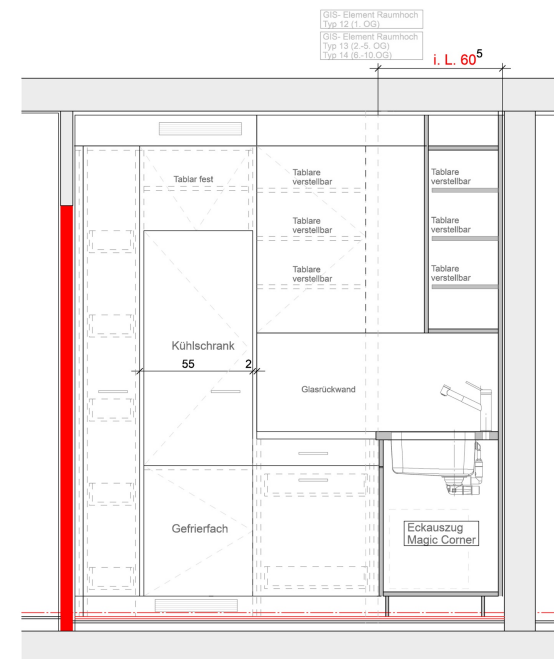 GIS- Element Raumhoch
Typ 12 (1. OG)
GIS- Element Raumhoch
Typ 13 (2.-5. OG)
Typ 14 (6.-10.OG)
i. L. 60⁵
Tablar fest
Tablare
verstellbar
Tablare
verstellbar
Tablare
verstellbar
Tablare
verstellbar
Tablare
verstellbar
Tablare
verstellbar
Kühlschrank
55
2
Glasrückwand
Gefrierfach
Eckauszug
Magic Corner